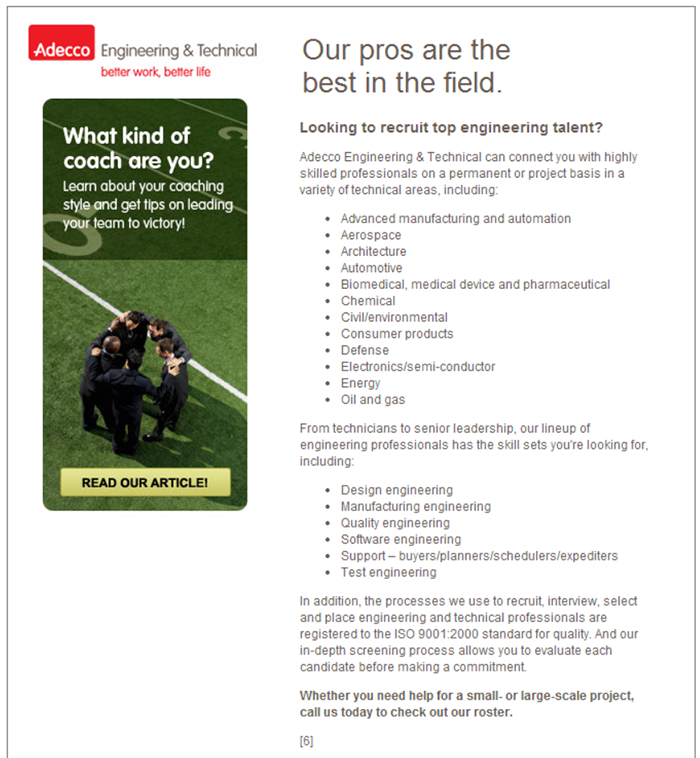 Adecco Engineering & Technical
better work, better life
What kind of
coach are you?
Learn about your coaching
style and get tips on leading
your team to victory!
READ OUR ARTICLE!
Our pros are the
best in the field.
Looking to recruit top engineering talent?
Adecco Engineering & Technical can connect you with highly
skilled professionals on a permanent or project basis in a
variety of technical areas, including:
• Advanced manufacturing and automation
• Aerospace
• Architecture
• Automotive
• Biomedical, medical device and pharmaceutical
• Chemical
• Civil/environmental
• Consumer products
• Defense
• Electronics/semi-conductor
• Energy
• Oil and gas
From technicians to senior leadership, our lineup of
engineering professionals has the skill sets you're looking for,
including:
• Design engineering
• Manufacturing engineering
• Quality engineering
• Software engineering
• Support – buyers/planners/schedulers/expediters
• Test engineering
In addition, the processes we use to recruit, interview, select
and place engineering and technical professionals are
registered to the ISO 9001:2000 standard for quality. And our
in-depth screening process allows you to evaluate each
candidate before making a commitment.
Whether you need help for a small- or large-scale project,
call us today to check out our roster.
[6]